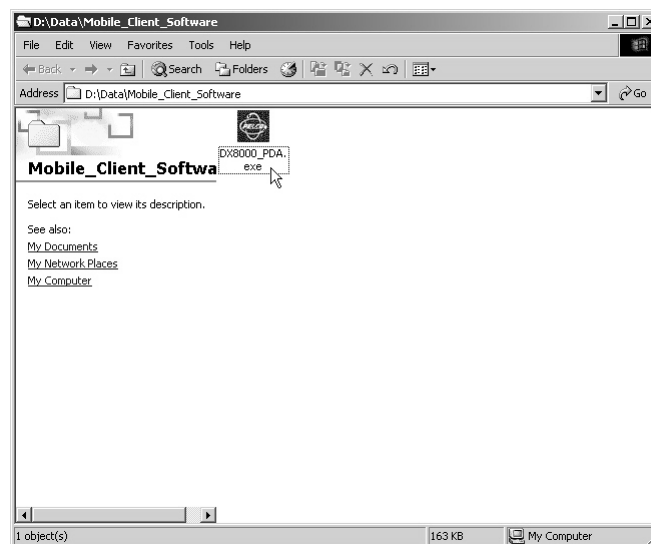 D:\Data\Mobile_Client_Software
File Edit View Favorites Tools Help
Back Search Folders
Address D:\Data\Mobile_Client_Software Go
PELCO
DX8000_PDA.
exe
Mobile_Client_Softwa
Select an item to view its description.
See also:
My Documents
My Network Places
My Computer
1 object(s) 163 KB My Computer